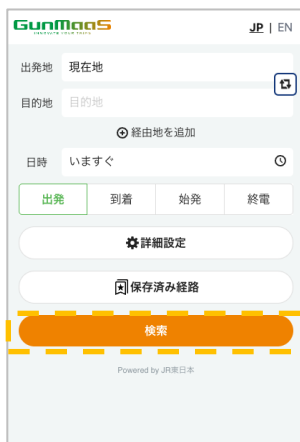 GunMaaS
JP | EN
出発地 現在地
目的地 目的地
経由地を追加
日時 いますぐ
出発 到着 始発 終電
詳細設定
保存済み経路
検索
Powered by JR東日本